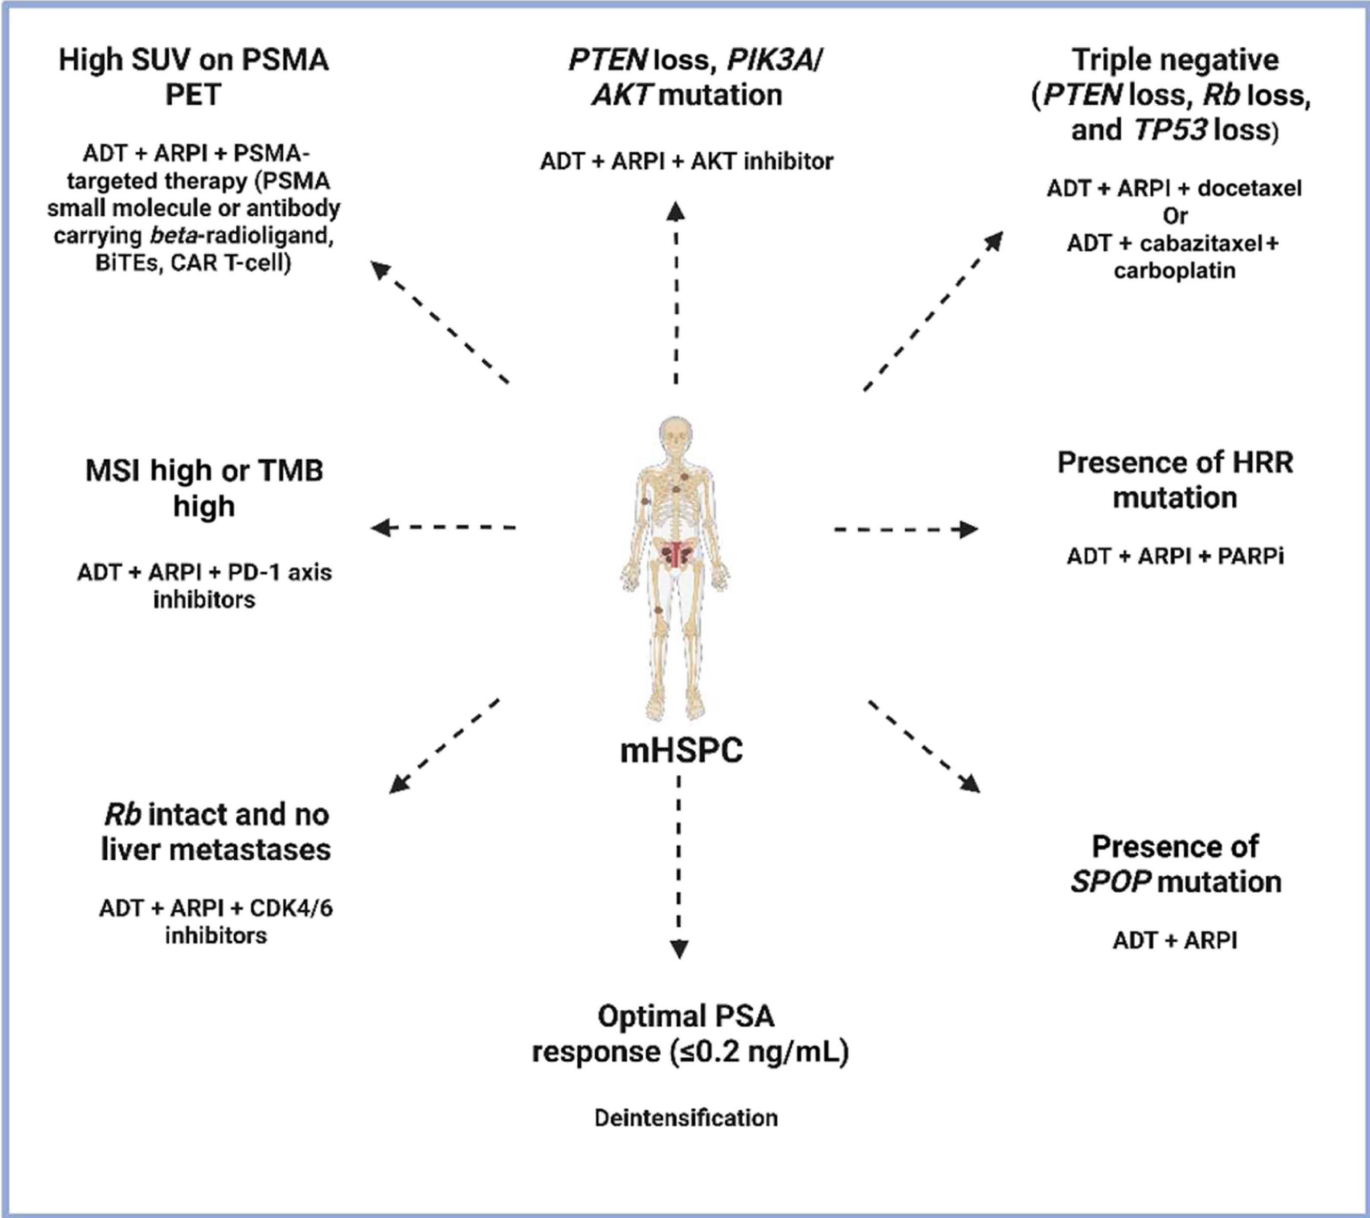 High SUV on PSMA
PET
ADT + ARPI + PSMA-
targeted therapy (PSMA
small molecule or antibody
carrying beta-radioligand,
BiTEs, CAR T-cell)
PTEN loss, PIK3A/
AKT mutation
ADT + ARPI + AKT inhibitor
Triple negative
(PTEN loss, Rb loss,
and TP53 loss)
ADT + ARPI + docetaxel
Or
ADT + cabazitaxel+
carboplatin
MSI high or TMB
high
ADT + ARPI + PD-1 axis
inhibitors
Presence of HRR
mutation
ADT + ARPI + PARPi
mHSPC
Rb intact and no
liver metastases
ADT + ARPI + CDK4/6
inhibitors
Presence of
SPOP mutation
ADT + ARPI
Optimal PSA
response (≤0.2 ng/mL)
Deintensification